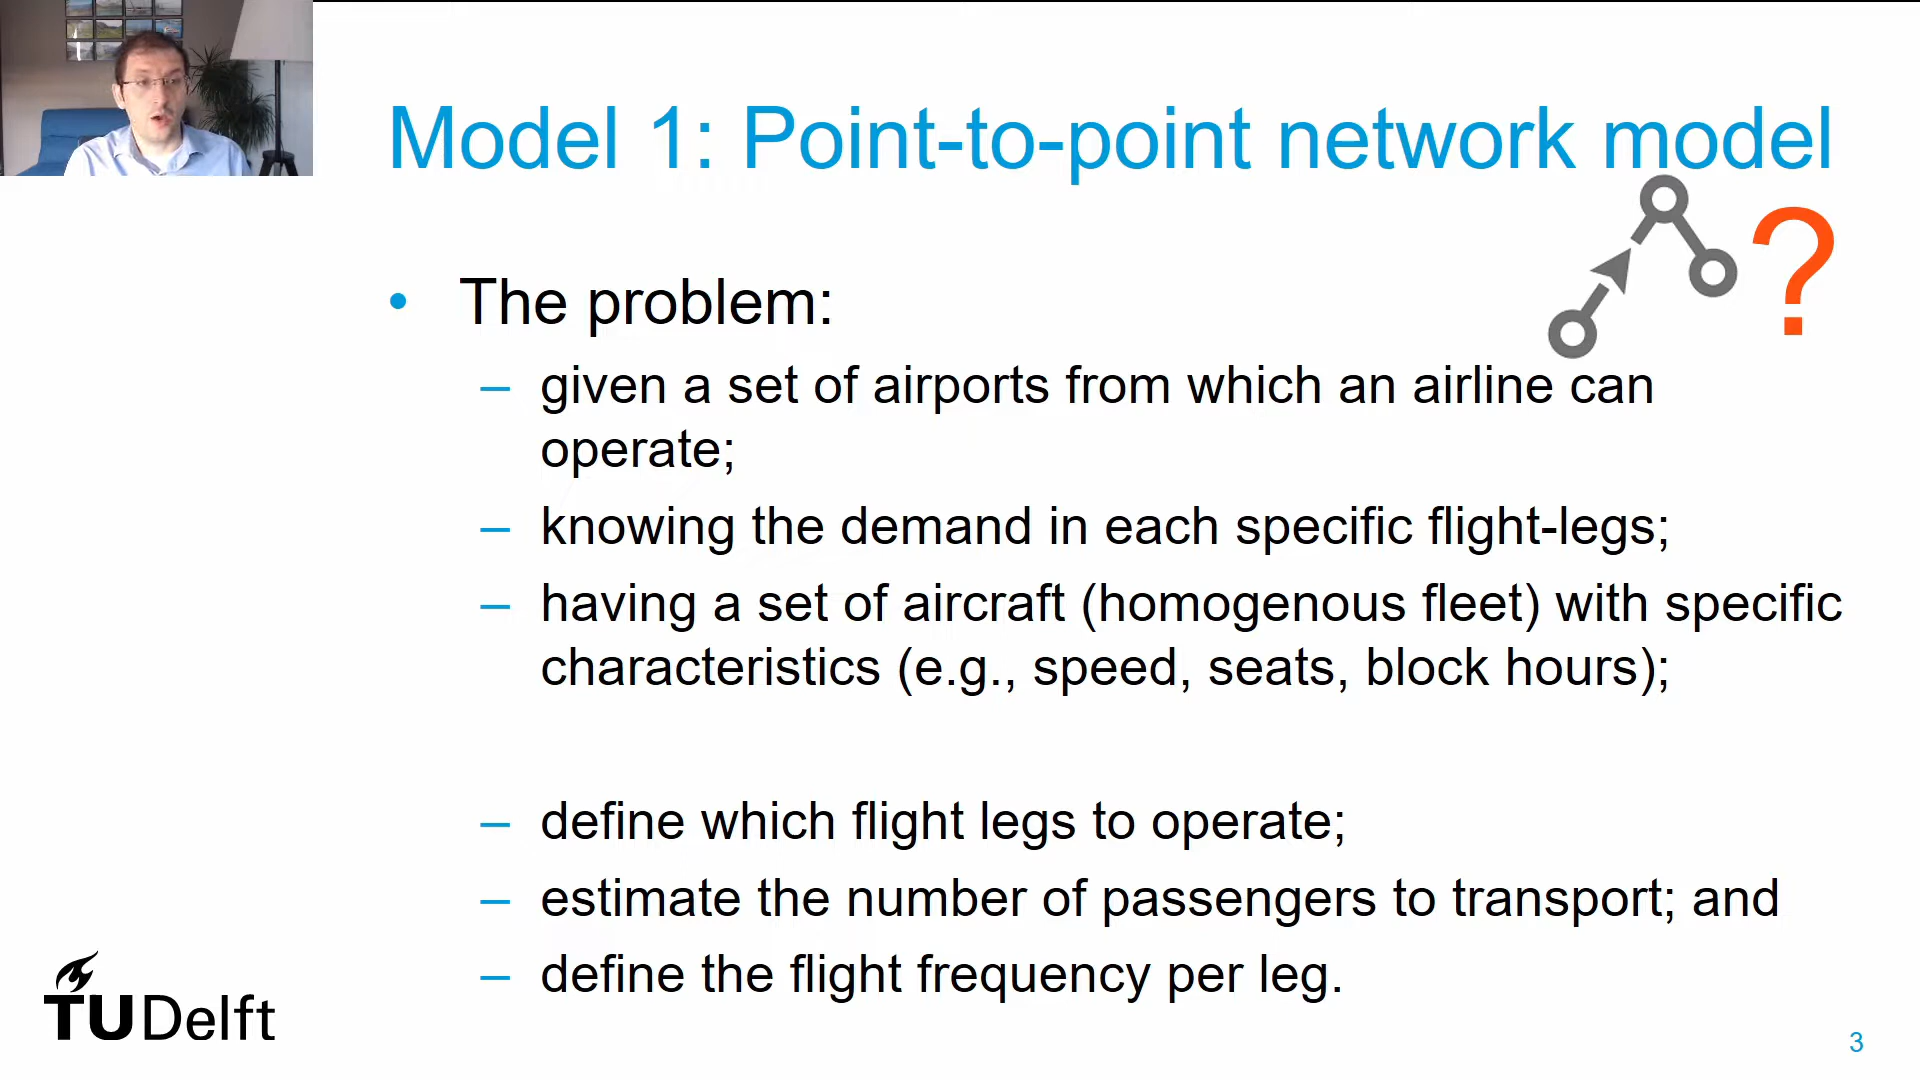 Model 1: Point-to-point network model
?
• The problem:
– given a set of airports from which an airline can
operate;
– knowing the demand in each specific flight-legs;
– having a set of aircraft (homogenous fleet) with specific
characteristics (e.g., speed, seats, block hours);
– define which flight legs to operate;
– estimate the number of passengers to transport; and
– define the flight frequency per leg.
TU Delft
3